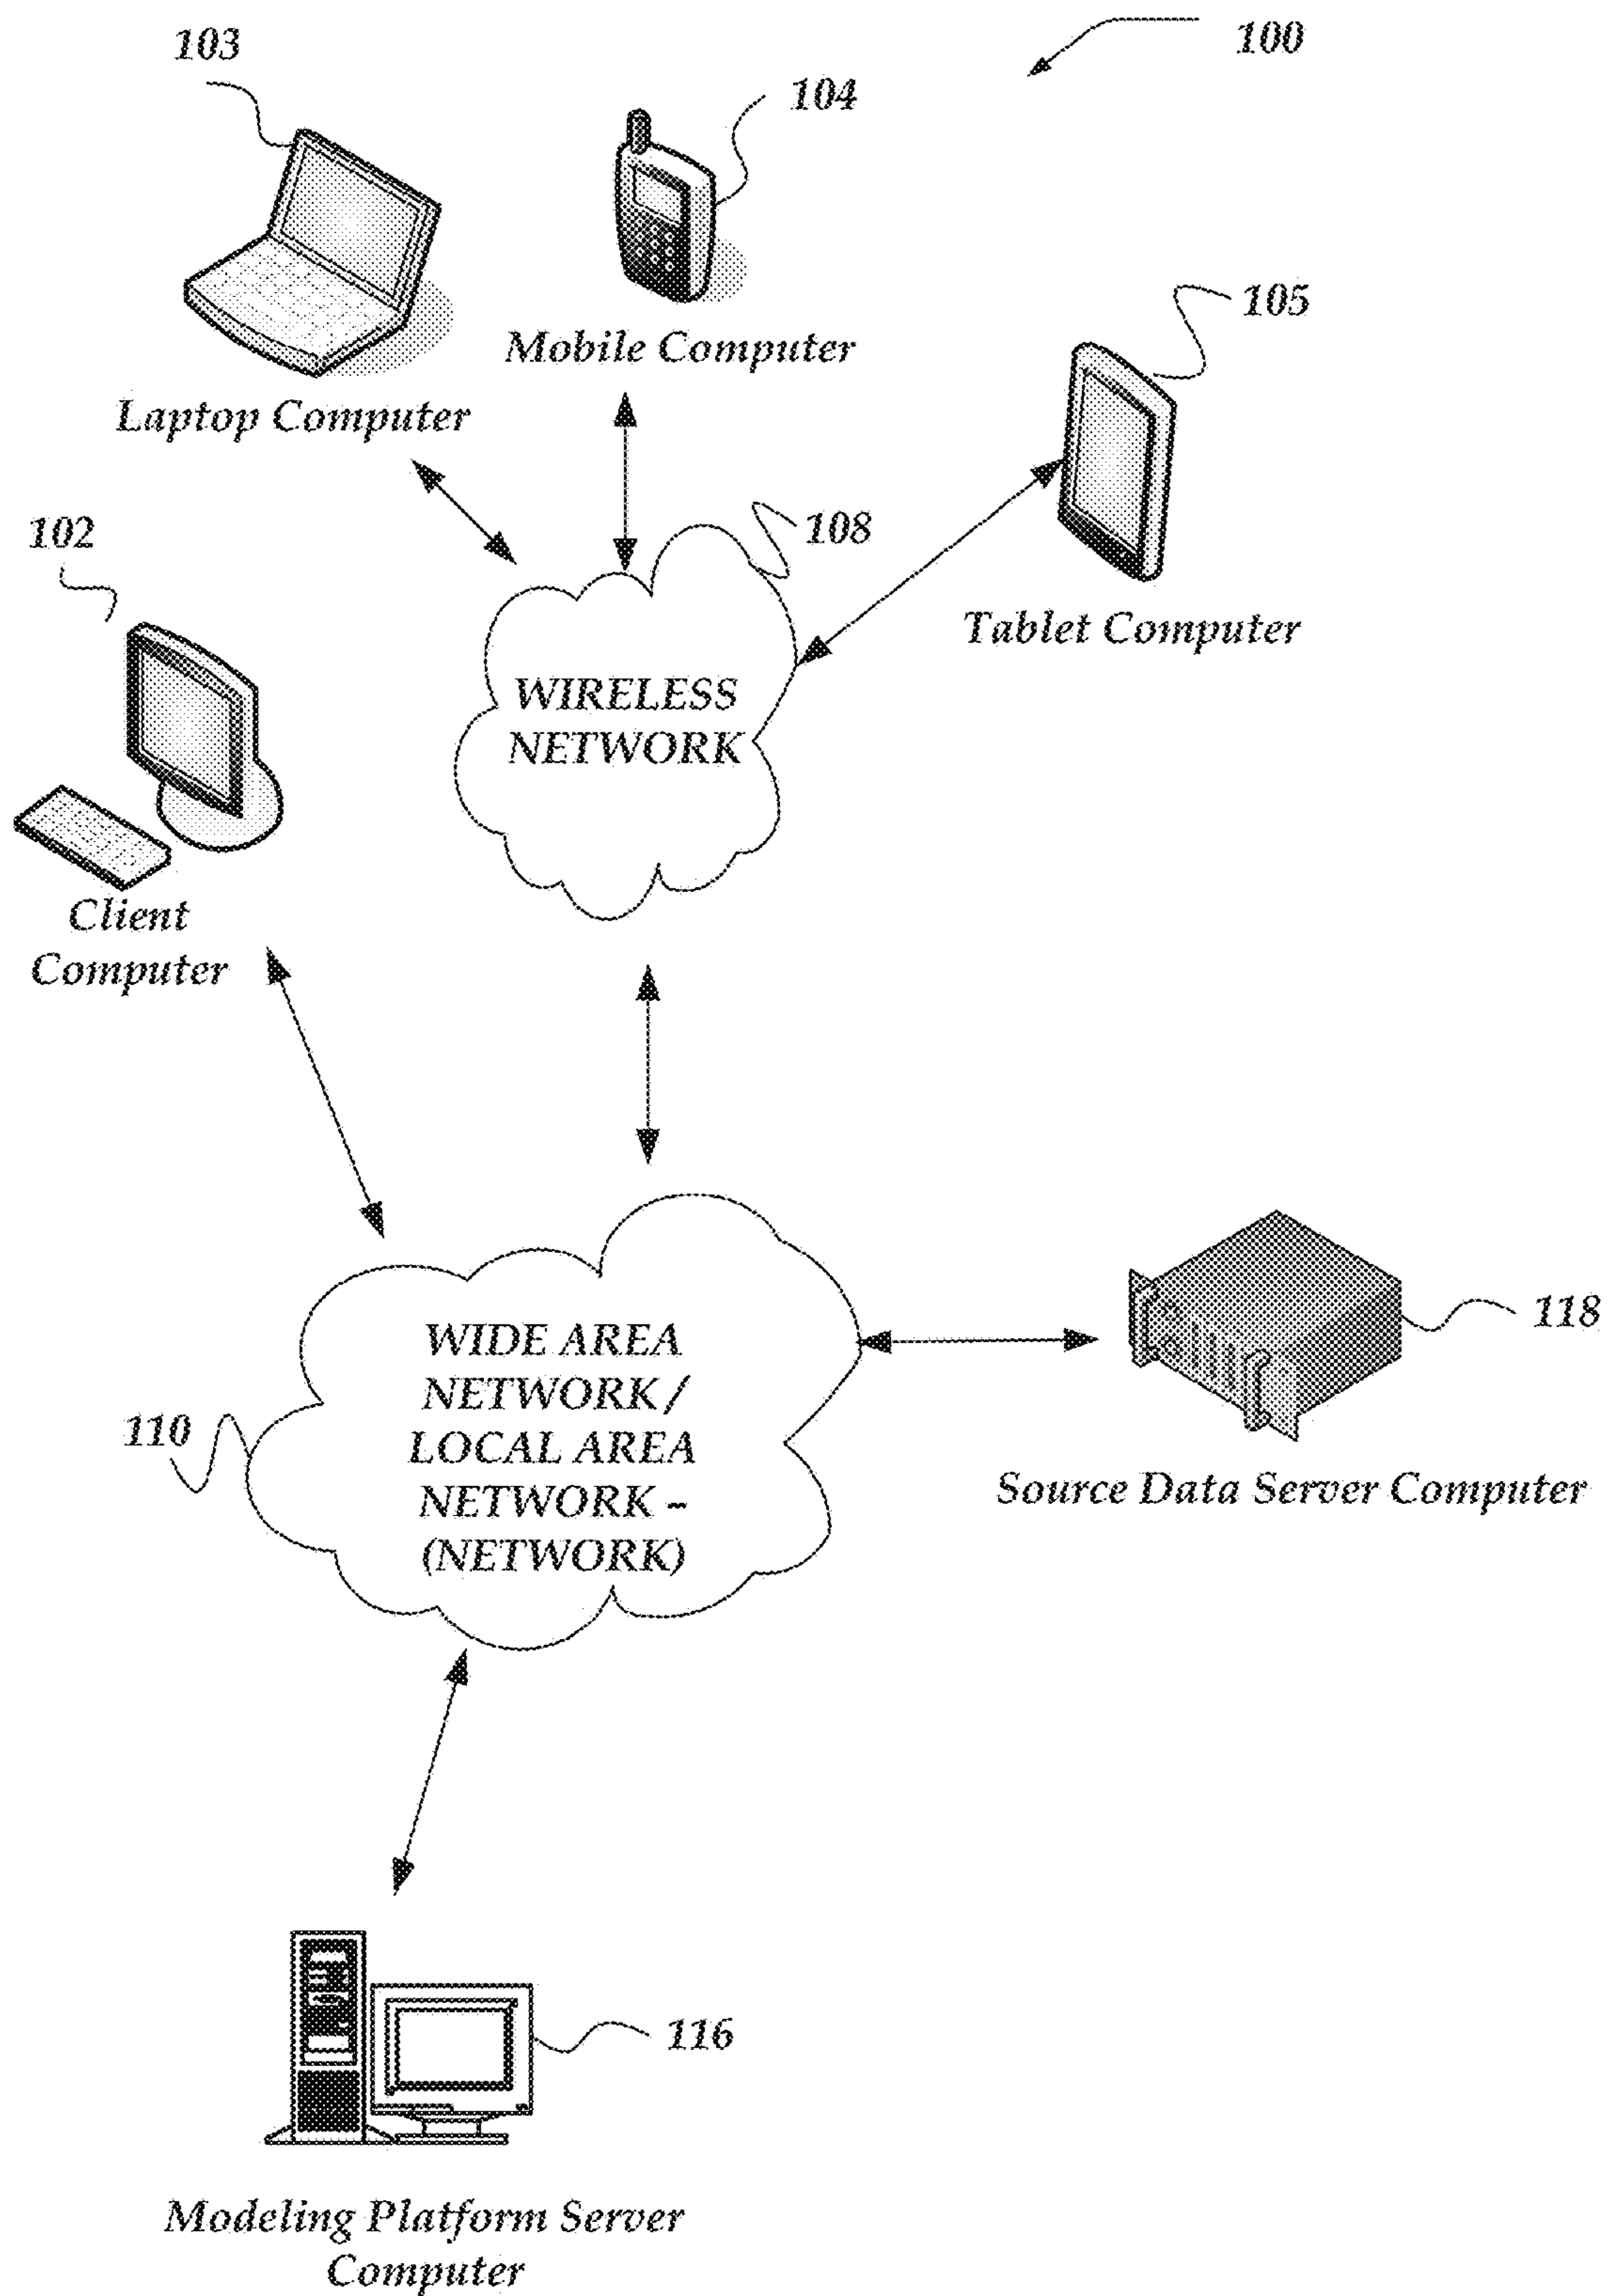 100
103
104
Mobile Computer
105
Laptop Computer
108
102
Tablet Computer
WIRELESS
NETWORK
Client
Computer
WIDE AREA
NETWORK /
LOCAL AREA
NETWORK –
(NETWORK)
110
118
Source Data Server Computer
116
Modeling Platform Server
Computer